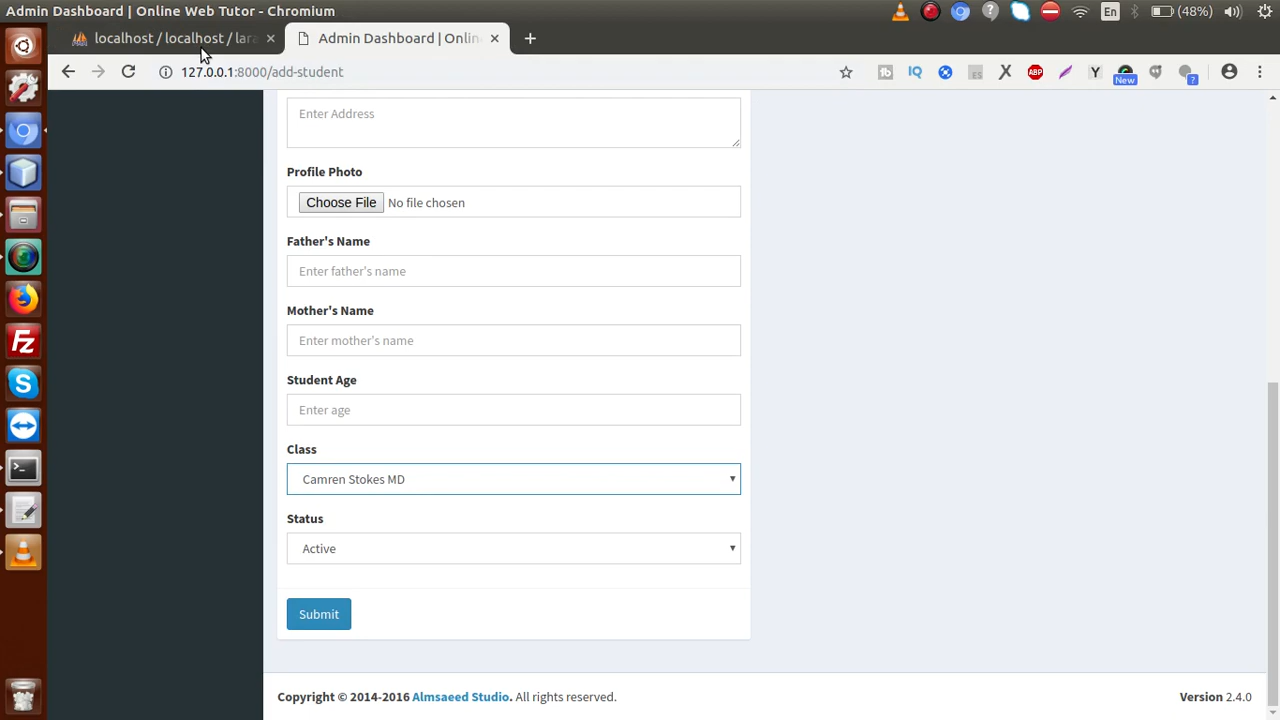 Admin Dashboard | Online Web Tutor - Chromium
En
(48%)
localhost / localhost / lara
Admin Dashboard | Onlin
127.0.0.1:8000/add-student
IQ
ABP
Y
New
?
Enter Address
Profile Photo
Choose File No file chosen
Father's Name
Enter father's name
Mother's Name
Enter mother's name
Student Age
Enter age
Class
Camren Stokes MD
Status
Active
Submit
Copyright © 2014-2016 Almsaeed Studio. All rights reserved.
Version 2.4.0